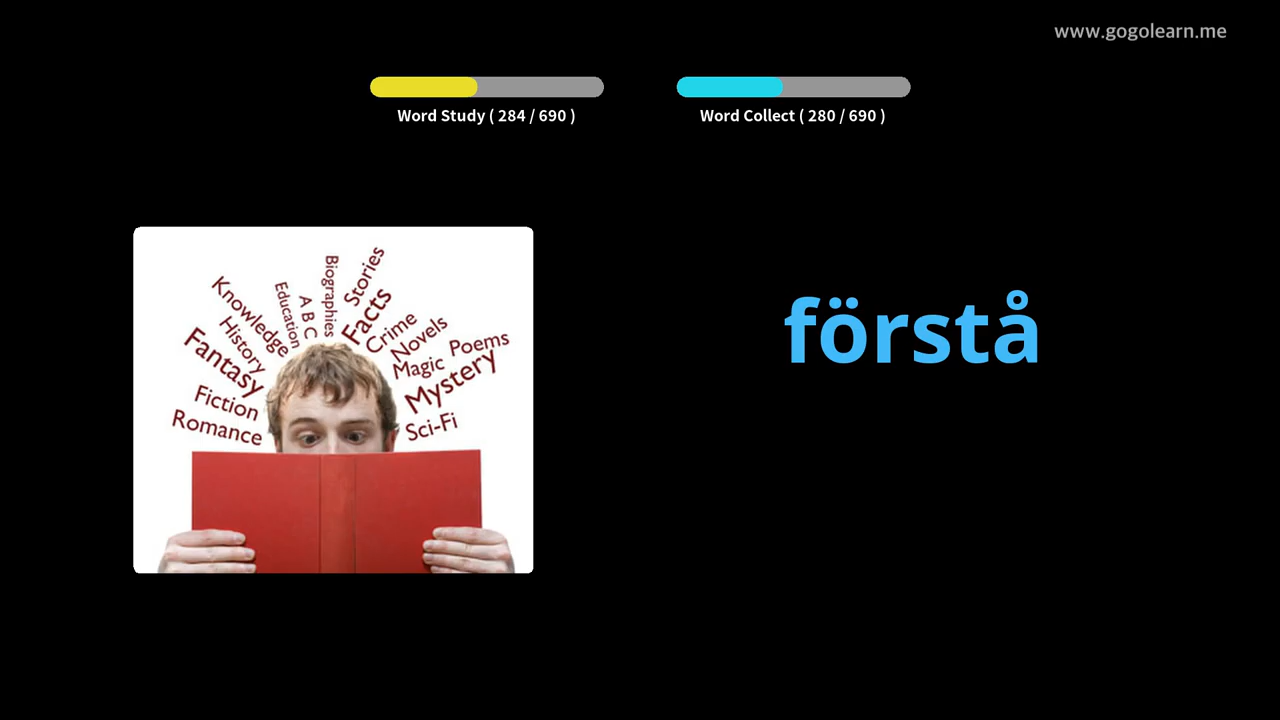 www.gogolearn.me
Word Study ( 284 / 690 )
Word Collect ( 280 / 690 )
Biographies
Stories
Education
A B C
Facts
Knowledge
Crime
History
Novels
Fantasy
Magic
Poems
Mystery
Fiction
Romance
Sci-Fi
förstå